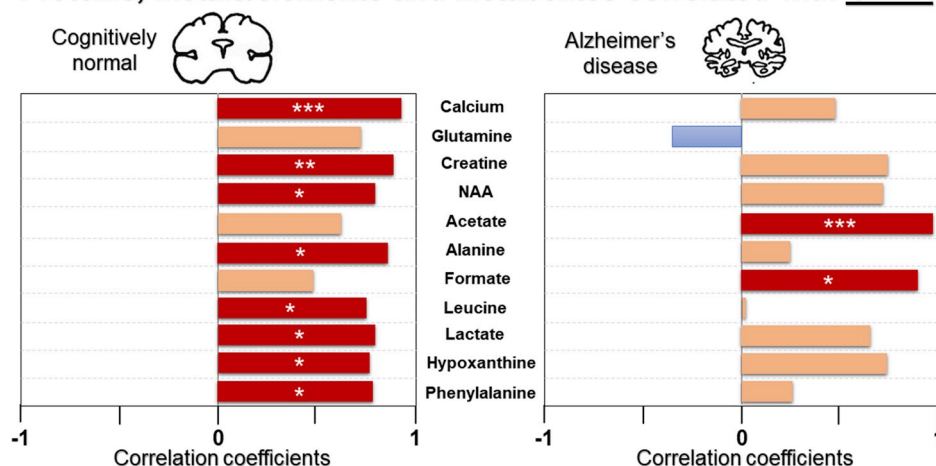 Cognitively
normal
Alzheimer's
disease
***
Calcium
Glutamine
**
Creatine
*
NAA
Acetate
***
*
Alanine
Formate
*
*
Leucine
*
Lactate
*
Hypoxanthine
*
Phenylalanine
-1 0 1
-1 0
Correlation coefficients
Correlation coefficients